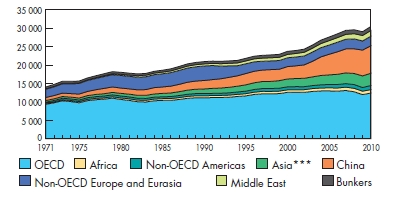 35 000
30 000
25 000
20 000
15 000
10 000
5 000
0
1971 1975 1980 1985 1990 1995 2000 2005 2010
OECD Africa Non-OECD Americas Asia*** China
Non-OECD Europe and Eurasia Middle East Bunkers